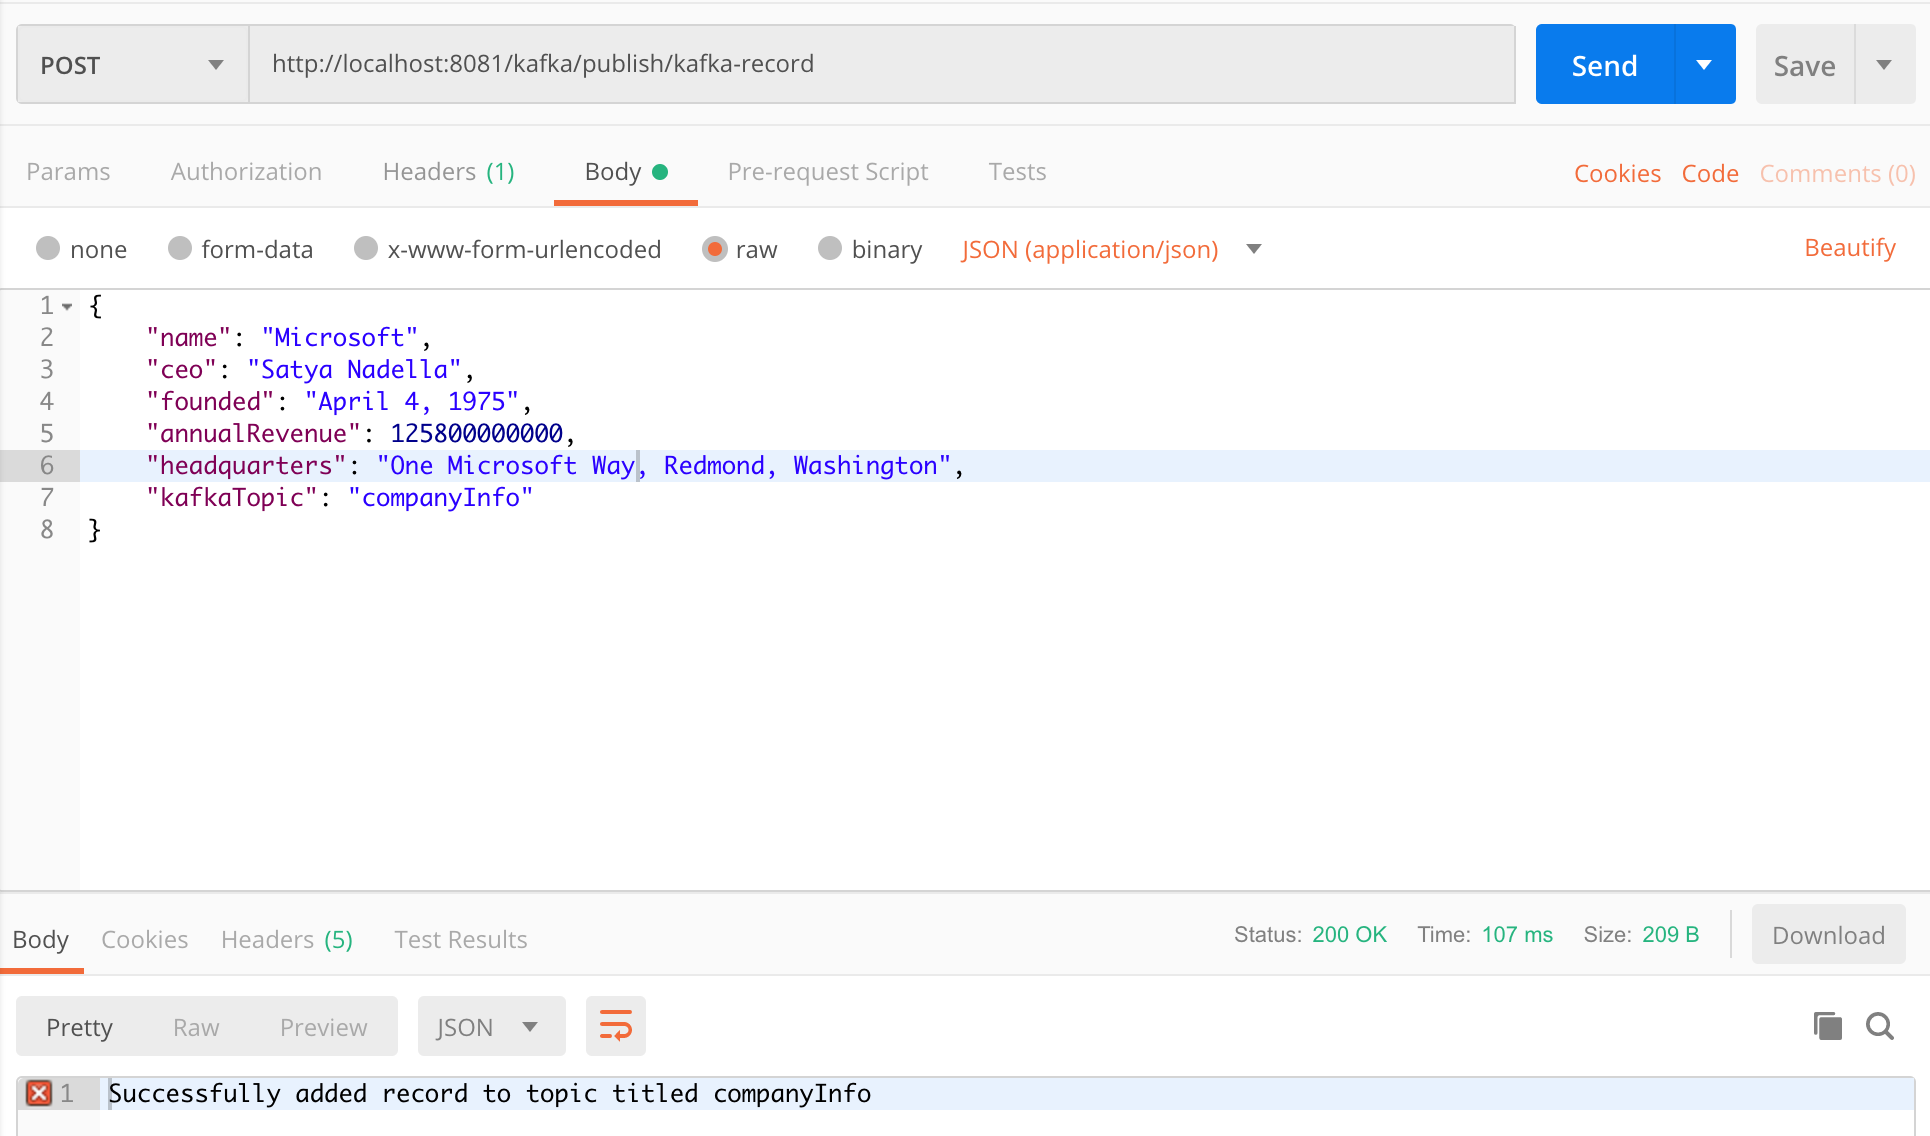 POST http://localhost:8081/kafka/publish/kafka-record Send Save
Params Authorization Headers (1) Body Pre-request Script Tests Cookies Code Comments (0)
none form-data x-www-form-urlencoded raw binary JSON (application/json) Beautify
1 {
2 "name": "Microsoft",
3 "ceo": "Satya Nadella",
4 "founded": "April 4, 1975",
5 "annualRevenue": 125800000000,
6 "headquarters": "One Microsoft Way, Redmond, Washington",
7 "kafkaTopic": "companyInfo"
8 }
Body Cookies Headers (5) Test Results Status: 200 OK Time: 107 ms Size: 209 B Download
Pretty Raw Preview JSON
1 Successfully added record to topic titled companyInfo